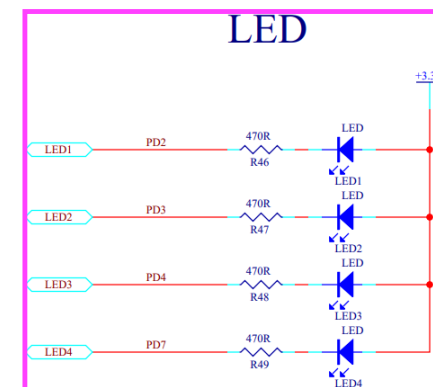 LED
+3.3
LED1 PD2 470R R46 LED LED1
LED2 PD3 470R R47 LED LED2
LED3 PD4 470R R48 LED LED3
LED4 PD7 470R R49 LED LED4